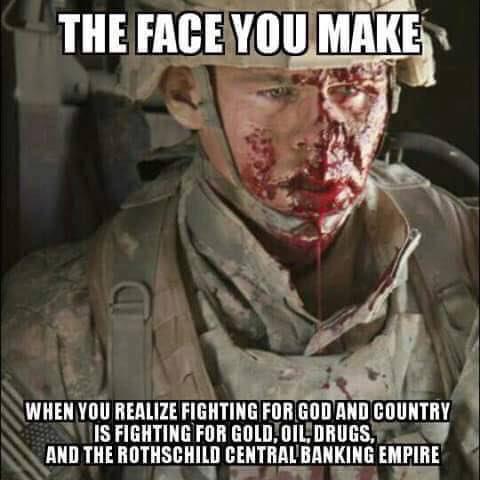 THE FACE YOU MAKE
WHEN YOU REALIZE FIGHTING FOR GOD AND COUNTRY
IS FIGHTING FOR GOLD, OIL, DRUGS,
AND THE ROTHSCHILD CENTRAL BANKING EMPIRE